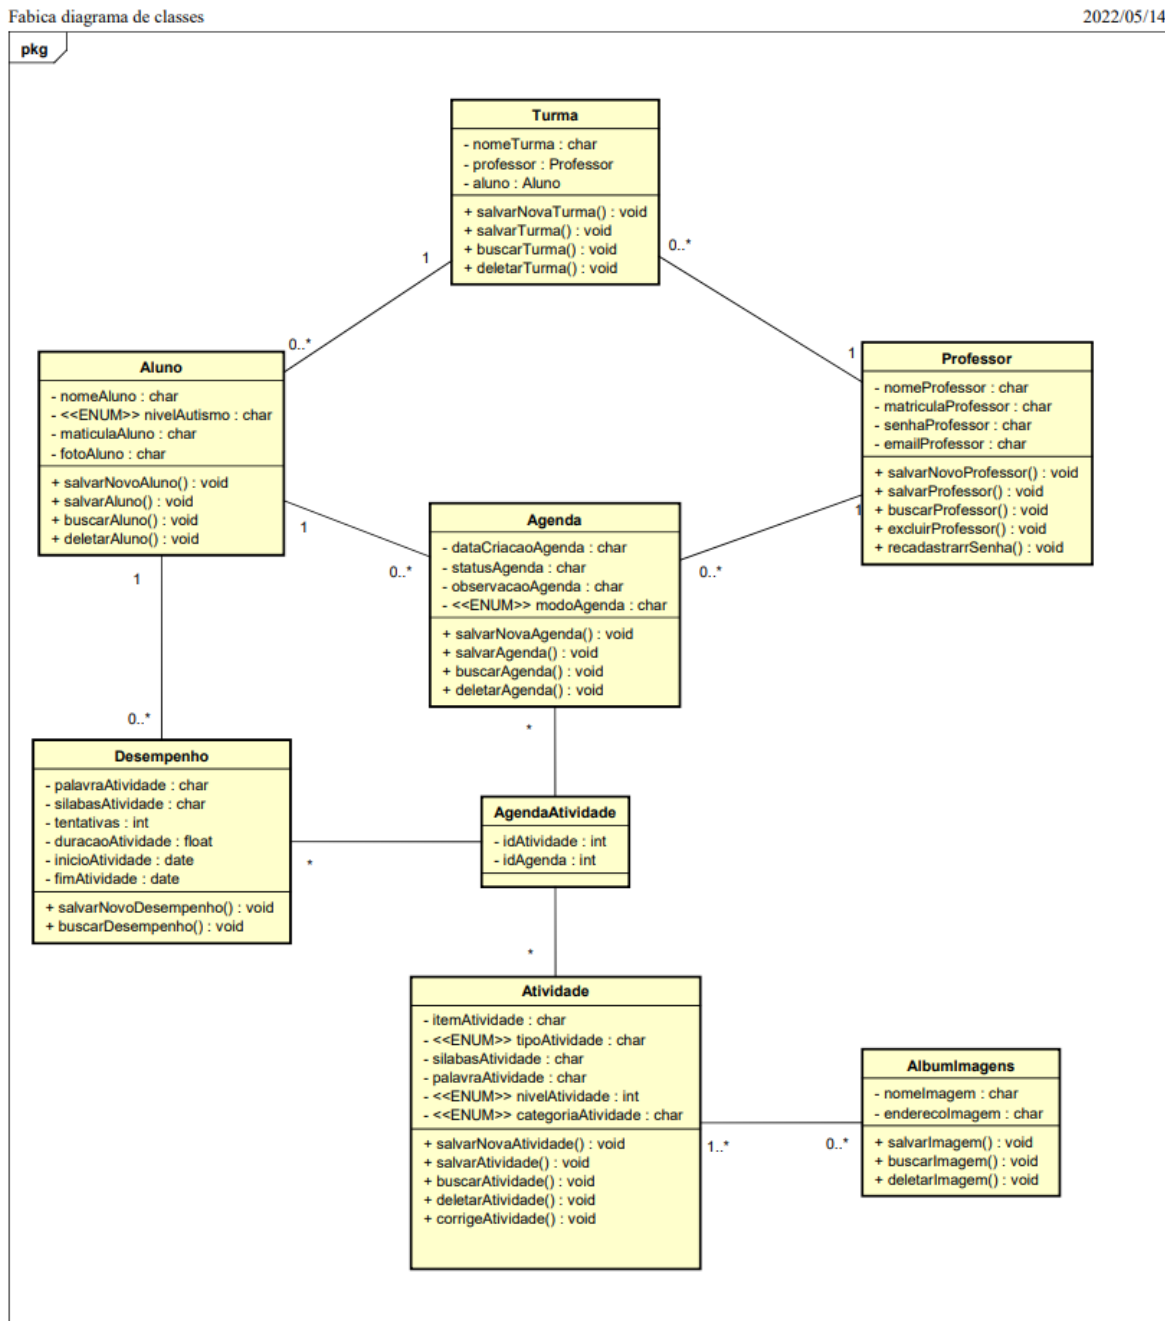 Fabica diagrama de classes
2022/05/14
pkg
Turma
- nomeTurma : char
- professor : Professor
- aluno : Aluno
+ salvarNovaTurma() : void
+ salvarTurma() : void
+ buscarTurma() : void
+ deletarTurma() : void
1
0..*
0..*
1
Aluno
- nomeAluno : char
- <<ENUM>> nivelAutismo : char
- maticulaAluno : char
- fotoAluno : char
+ salvarNovoAluno() : void
+ salvarAluno() : void
+ buscarAluno() : void
+ deletarAluno() : void
Professor
- nomeProfessor : char
- matriculaProfessor : char
- senhaProfessor : char
- emailProfessor : char
+ salvarNovoProfessor() : void
+ salvarProfessor() : void
+ buscarProfessor() : void
+ excluirProfessor() : void
+ recadastrarrSenha() : void
1
0..*
1
0..*
Agenda
- dataCriacaoAgenda : char
- statusAgenda : char
- observacaoAgenda : char
- <<ENUM>> modoAgenda : char
+ salvarNovaAgenda() : void
+ salvarAgenda() : void
+ buscarAgenda() : void
+ deletarAgenda() : void
1
0..*
*
Desempenho
- palavraAtividade : char
- silabasAtividade : char
- tentativas : int
- duracaoAtividade : float
- inicioAtividade : date
- fimAtividade : date
+ salvarNovoDesempenho() : void
+ buscarDesempenho() : void
*
AgendaAtividade
- idAtividade : int
- idAgenda : int
*
Atividade
- itemAtividade : char
- <<ENUM>> tipoAtividade : char
- silabasAtividade : char
- palavraAtividade : char
- <<ENUM>> nivelAtividade : int
- <<ENUM>> categoriaAtividade : char
+ salvarNovaAtividade() : void
+ salvarAtividade() : void
+ buscarAtividade() : void
+ deletarAtividade() : void
+ corrigeAtividade() : void
1..*
0..*
AlbumImagens
- nomeImagem : char
- enderecoImagem : char
+ salvarImagem() : void
+ buscarImagem() : void
+ deletarImagem() : void